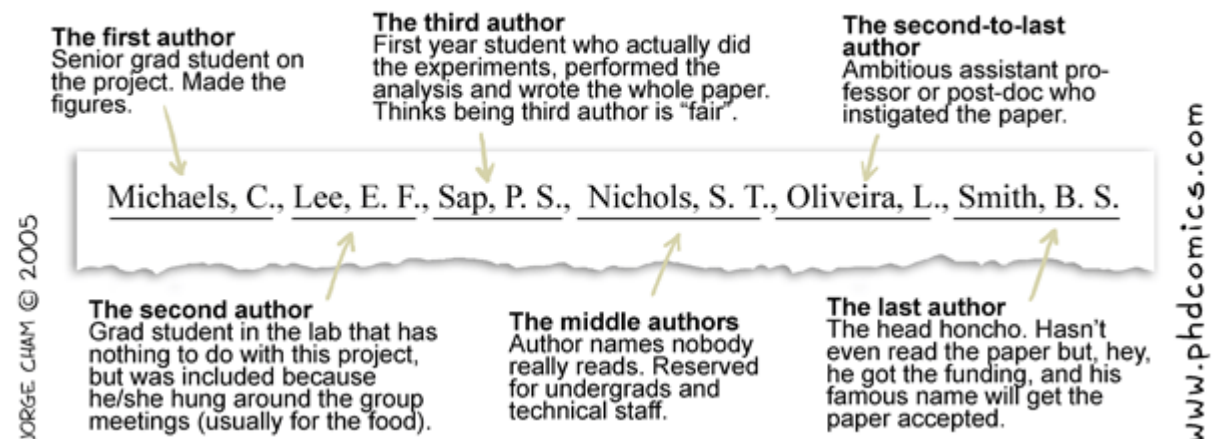 The first author
Senior grad student on
the project. Made the
figures.
The third author
First year student who actually did
the experiments, performed the
analysis and wrote the whole paper.
Thinks being third author is “fair”.
The second-to-last
author
Ambitious assistant pro-
fessor or post-doc who
instigated the paper.
Michaels, C., Lee, E. F., Sap, P. S., Nichols, S. T., Oliveira, L., Smith, B. S.
The second author
Grad student in the lab that has
nothing to do with this project,
but was included because
he/she hung around the group
meetings (usually for the food).
The middle authors
Author names nobody
really reads. Reserved
for undergrads and
technical staff.
The last author
The head honcho. Hasn’t
even read the paper but, hey,
he got the funding, and his
famous name will get the
paper accepted.
JORGE CHAM © 2005
www.phdcomics.com